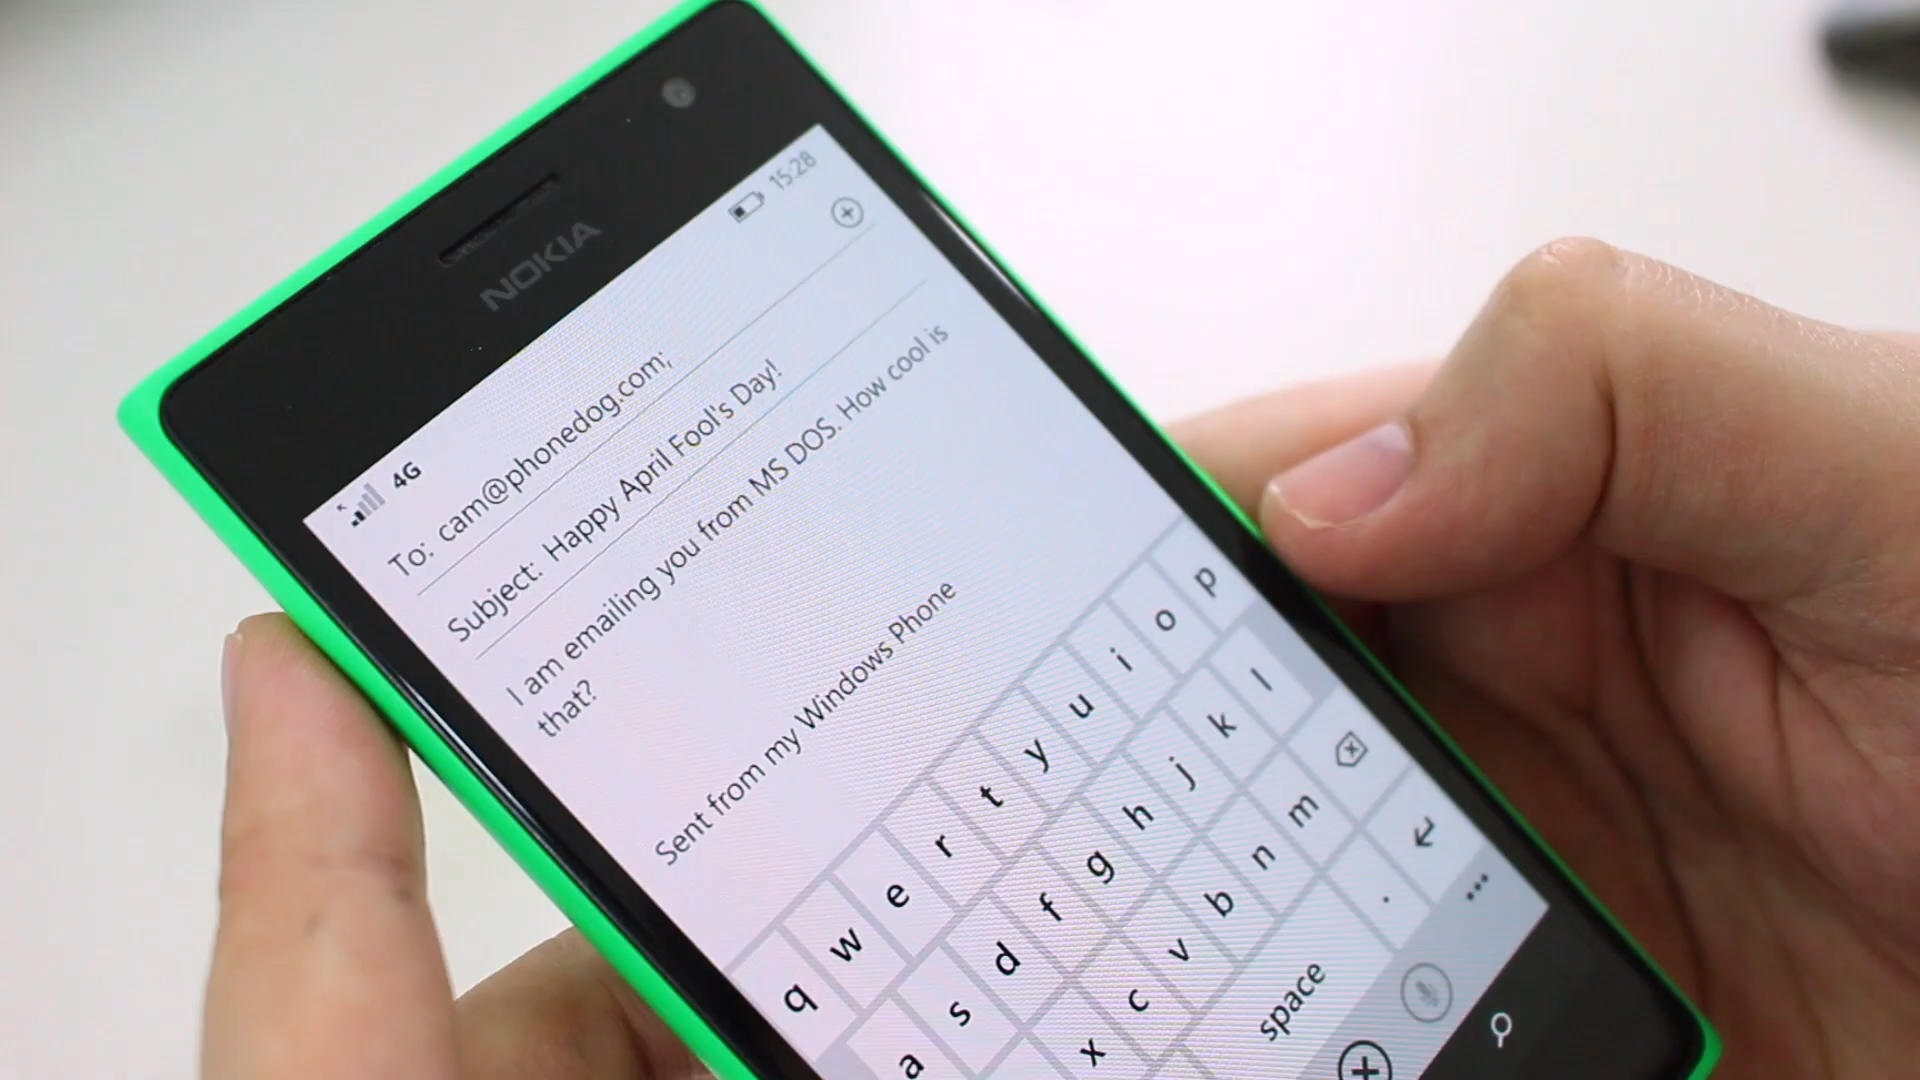 NOKIA
4G 15:28
To: cam@phonedog.com;
Subject: Happy April Fool's Day!
I am emailing you from MS DOS. How cool is
that?
Sent from my Windows Phone
q w e r t y u i o p
a s d f g h j k l
x c v b n m
space .